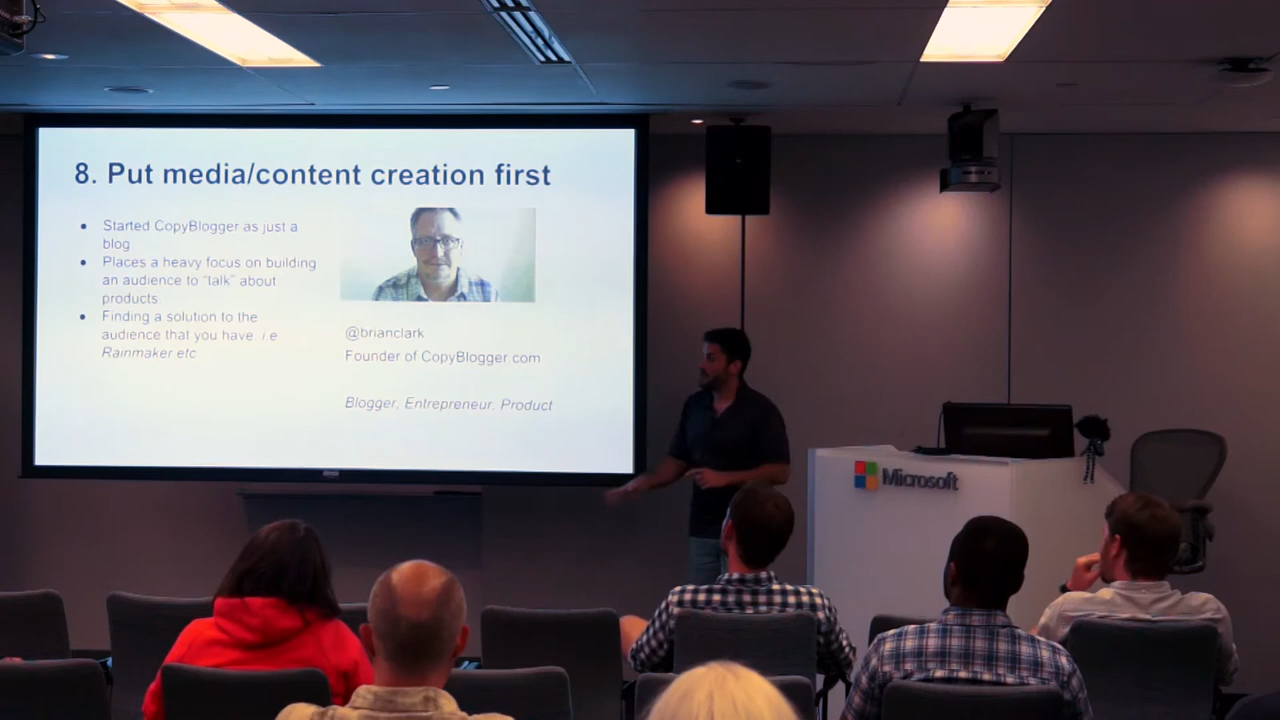 8. Put media/content creation first
Started CopyBlogger as just a
blog
Places a heavy focus on building
an audience to "talk" about
products
Finding a solution to the
audience that you have. i.e
Rainmaker etc
@brianclark
Founder of CopyBlogger.com
Blogger, Entrepreneur, Product
Microsoft